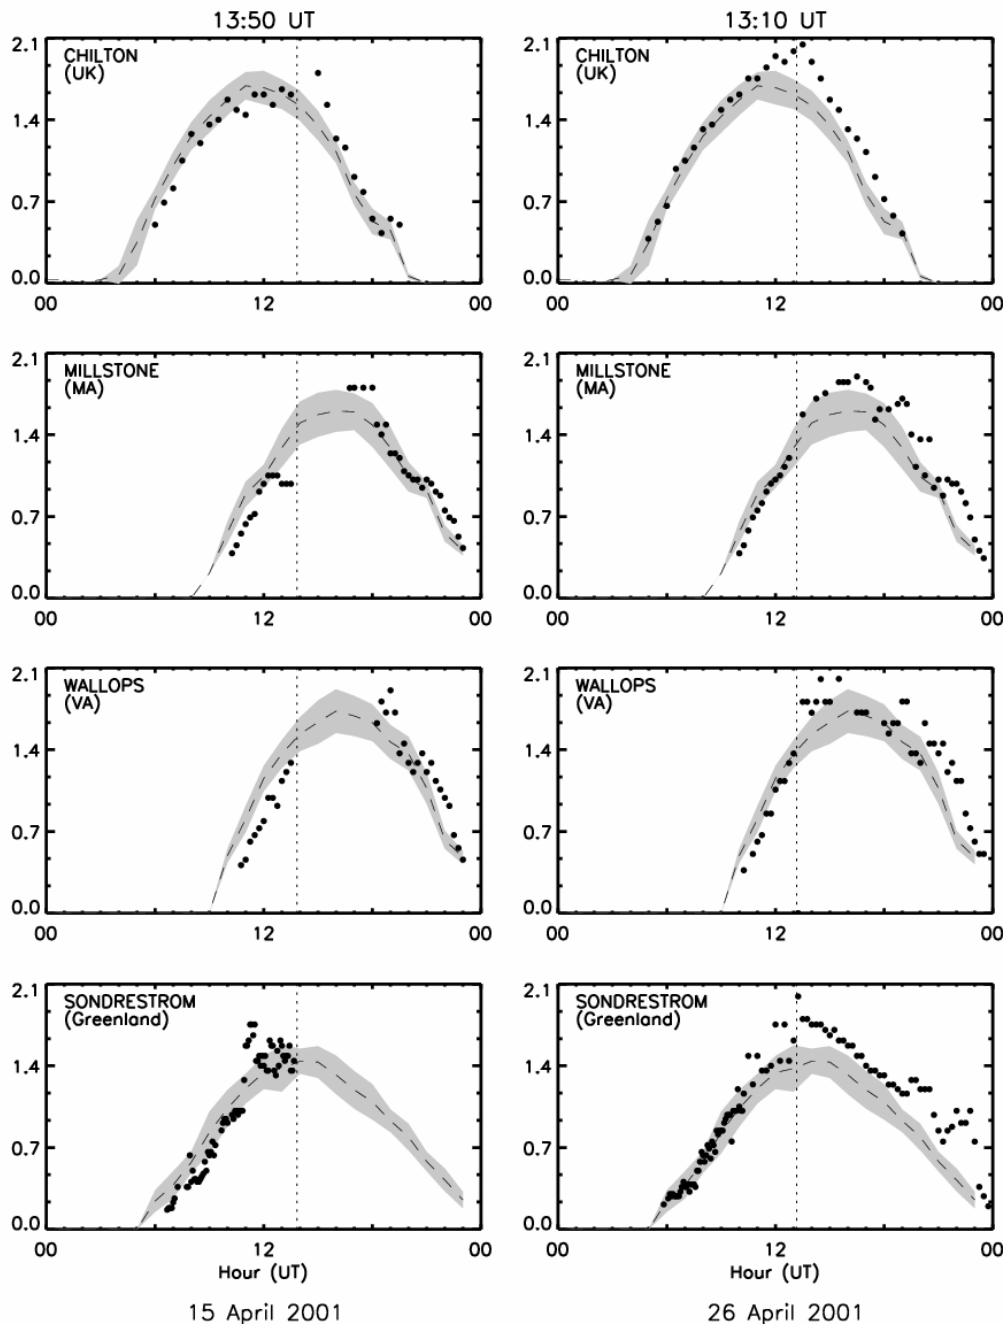 13:50 UT
13:10 UT
2.1
CHILTON
(UK)
1.4
0.7
0.0
00
12
00
2.1
CHILTON
(UK)
1.4
0.7
0.0
00
12
00
2.1
MILLSTONE
(MA)
1.4
0.7
0.0
00
12
00
2.1
MILLSTONE
(MA)
1.4
0.7
0.0
00
12
00
2.1
WALLOPS
(VA)
1.4
0.7
0.0
00
12
00
2.1
WALLOPS
(VA)
1.4
0.7
0.0
00
12
00
2.1
SONDRESTROM
(Greenland)
1.4
0.7
0.0
00
12
00
Hour (UT)
15 April 2001
2.1
SONDRESTROM
(Greenland)
1.4
0.7
0.0
00
12
00
Hour (UT)
26 April 2001